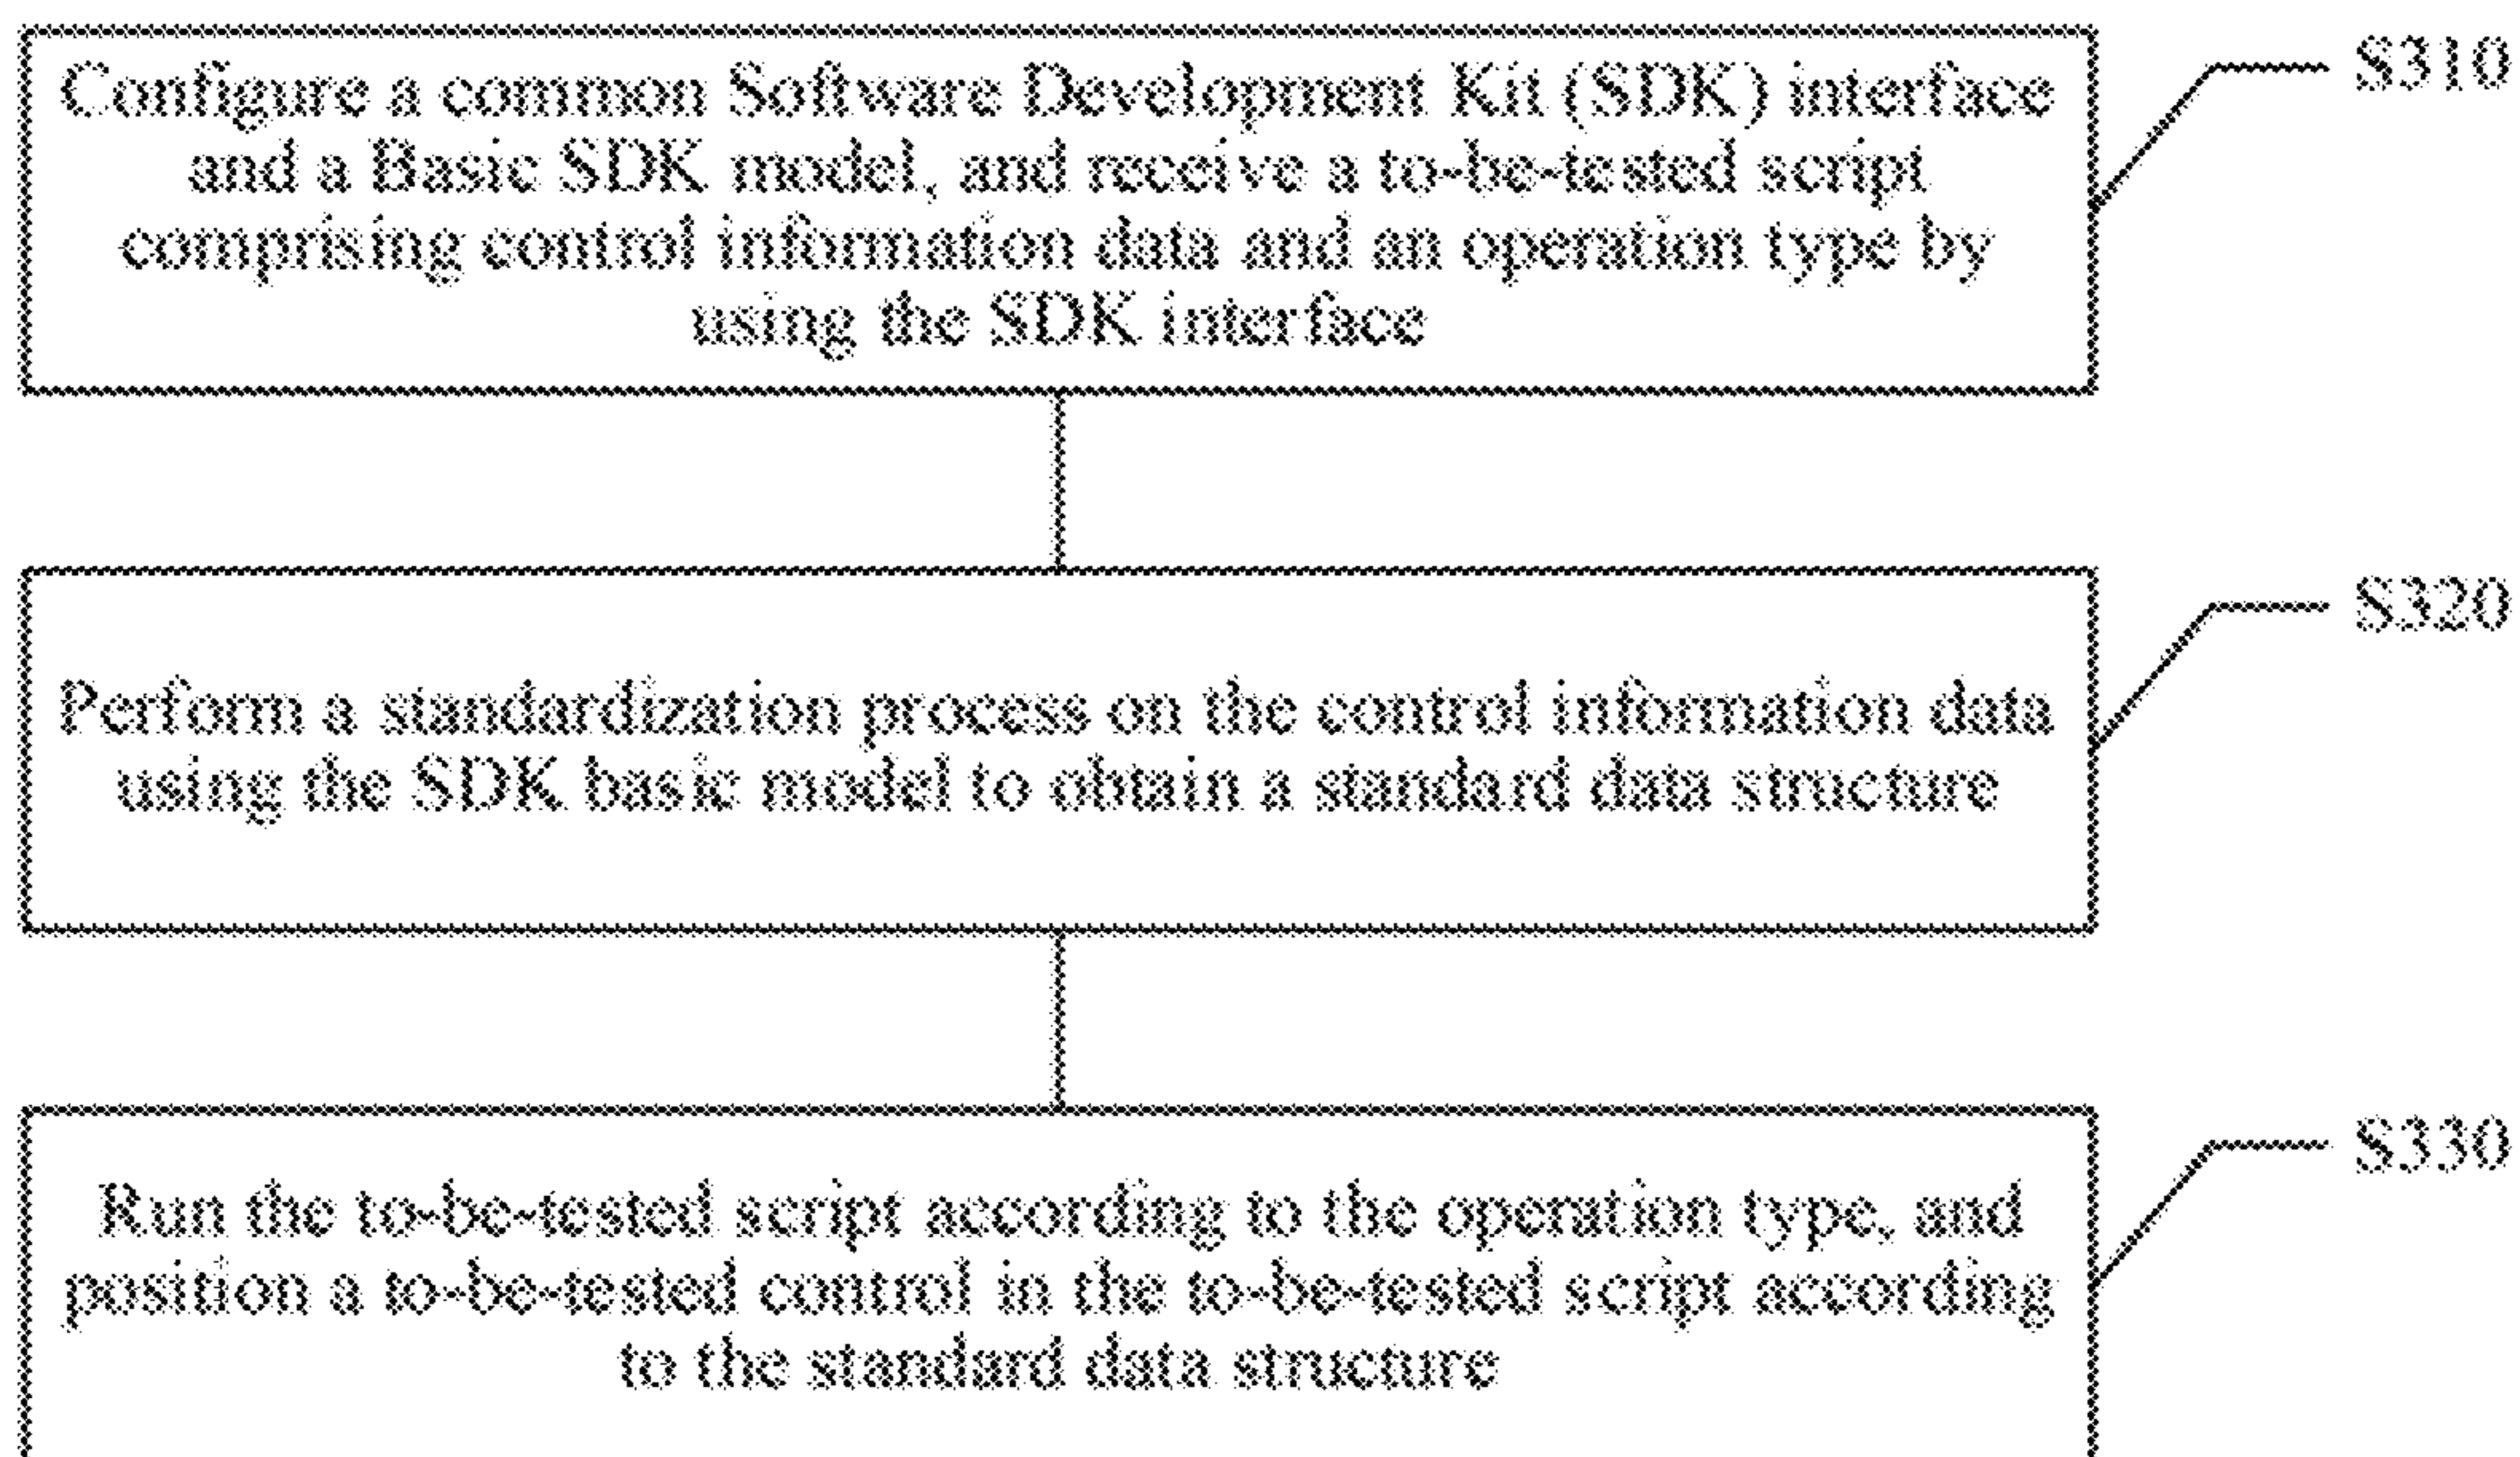 Configure a common Software Development Kit (SDK) interface
and a Basic SDK model, and receive a to-be-tested script
comprising control information data and an operation type by
using the SDK interface
S310
Perform a standardization process on the control information data
using the SDK basic model to obtain a standard data structure
S320
Run the to-be-tested script according to the operation type, and
position a to-be-tested control in the to-be-tested script according
to the standard data structure
S330